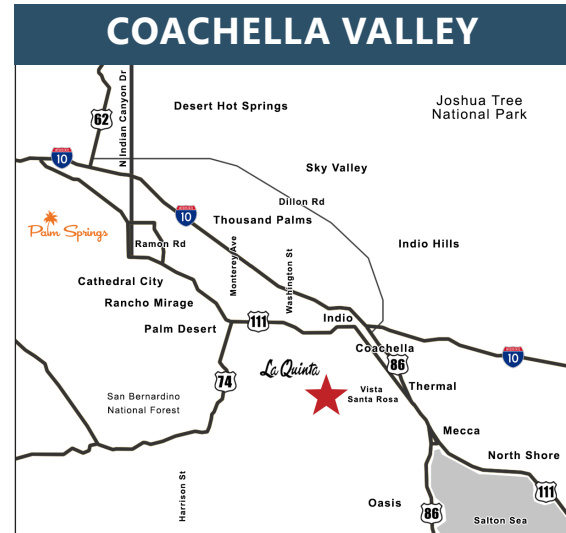 COACHELLA VALLEY
N Indian Canyon Dr
62
Desert Hot Springs
Joshua Tree
National Park
10
Sky Valley
Dillon Rd
10
Thousand Palms
Palm Springs
Ramon Rd
Indio Hills
Monterey Ave
Washington St
Cathedral City
Rancho Mirage
Palm Desert
111
Indio
Coachella
10
86
La Quinta
74
Vista
Santa Rosa
Thermal
San Bernardino
National Forest
Mecca
North Shore
Harrison St
111
Oasis
86
Salton Sea